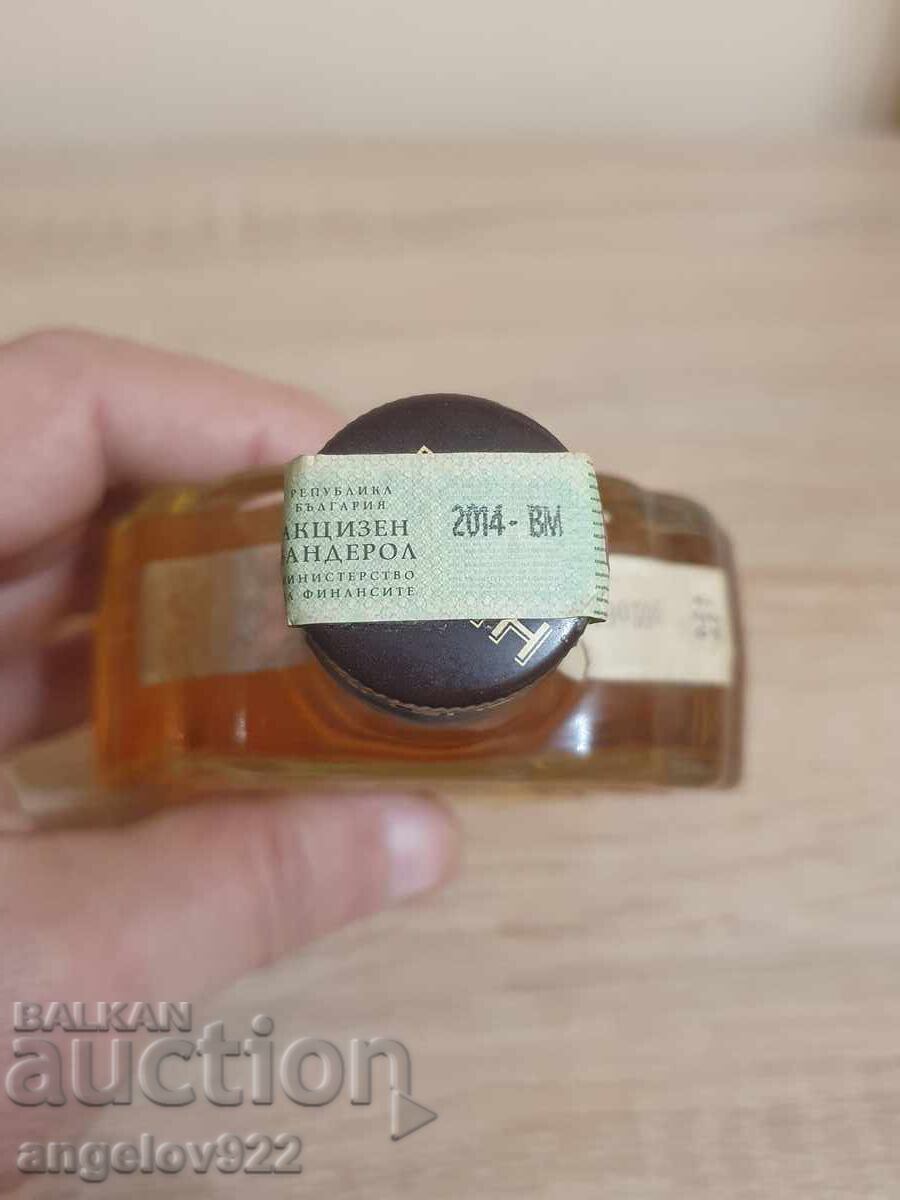 РЕПУБЛИКА
БЪЛГАРИЯ
АКЦИЗЕН
БАНДЕРОЛ
МИНИСТЕРСТВО
НА ФИНАНСИТЕ
2014- ВМ
BALKAN
auction
angelov922